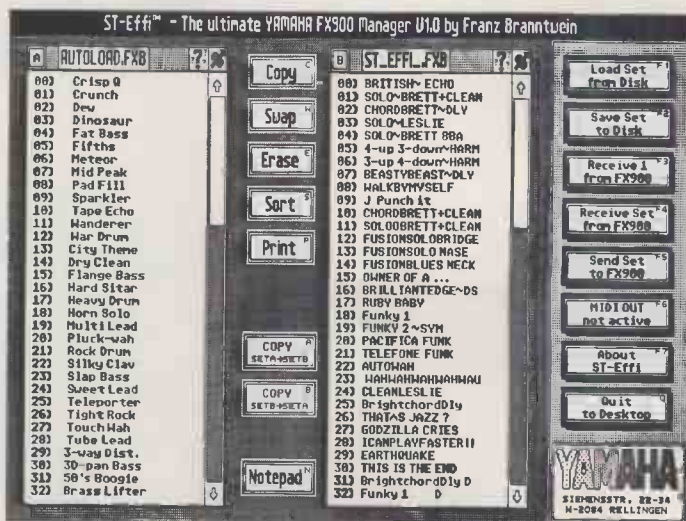 ST-Effi™ - The ultimate YAMAHA FX900 Manager V1.0 by Franz Branntwein
A AUTOLOAD.FXB ?
00) Crisp Q
01) Crunch
02) Dew
03) Dinosaur
04) Fat Bass
05) Fifths
06) Meteor
07) Mid Peak
08) Pad Fill
09) Sparkler
10) Tape Echo
11) Wanderer
12) War Drum
13) City Theme
14) Dry Clean
15) Flange Bass
16) Hard Sitar
17) Heavy Drum
18) Horn Solo
19) Multi Lead
20) Pluck-wah
21) Rock Drum
22) Silky Clav
23) Slap Bass
24) Sweet Lead
25) Teleporter
26) Tight Rock
27) Touch Wah
28) Tube Lead
29) 3-way Dist.
30) 3D-pan Bass
31) 50's Boogie
32) Brass Lifter
Copy C
Swap W
Erase E
Sort S
Print P
COPY A
SETA→SETB
COPY B
SETB→SETA
Notepad N
B ST_EFFI_.FXB ?
00) BRITISH~ ECHO
01) SOLO~BRETT+CLEAN
02) CHORDBRETT~DLY
03) SOLO~LESLIE
04) SOLO~BRETT 88A
05) 4-up 3-down~HARM
06) 3-up 4-down~HARM
07) BEASTYBEAST~DLY
08) WALKBYMYSELF
09) J Punch it
10) CHORDBRETT+CLEAN
11) SOLOOBRETT+CLEAN
12) FUSIONSOLOBRIDGE
13) FUSIONSOLO NASE
14) FUSIONBLUES NECK
15) OWNER OF A ...
16) BRILLIANTEDGE~DS
17) RUBY BABY
18) Funky 1
19) FUNKY 2~SYM
20) PACIFICA FUNK
21) TELEFONE FUNK
22) AUTOWAH
23) WAHWAHWAHWAHWAU
24) CLEANLESLIE
25) BrightchordDly
26) THAT^S JAZZ ?
27) GODZILLA CRIES
28) ICANPLAYFASTER!!
29) EARTHQUAKE
30) THIS IS THE END
31) BrightchordDly D
32) Funky 1 D
Load Set F1
from Disk
Save Set F2
to Disk
Receive 1 F3
from FX900
Receive Set F4
from FX900
Send Set F5
to FX900
MIDI OUT F6
not active
About F7
ST-Effi
Quit Q
to Desktop
YAMAHA
SIEMENSSTR. 22-34
W-2084 RELLINGEN